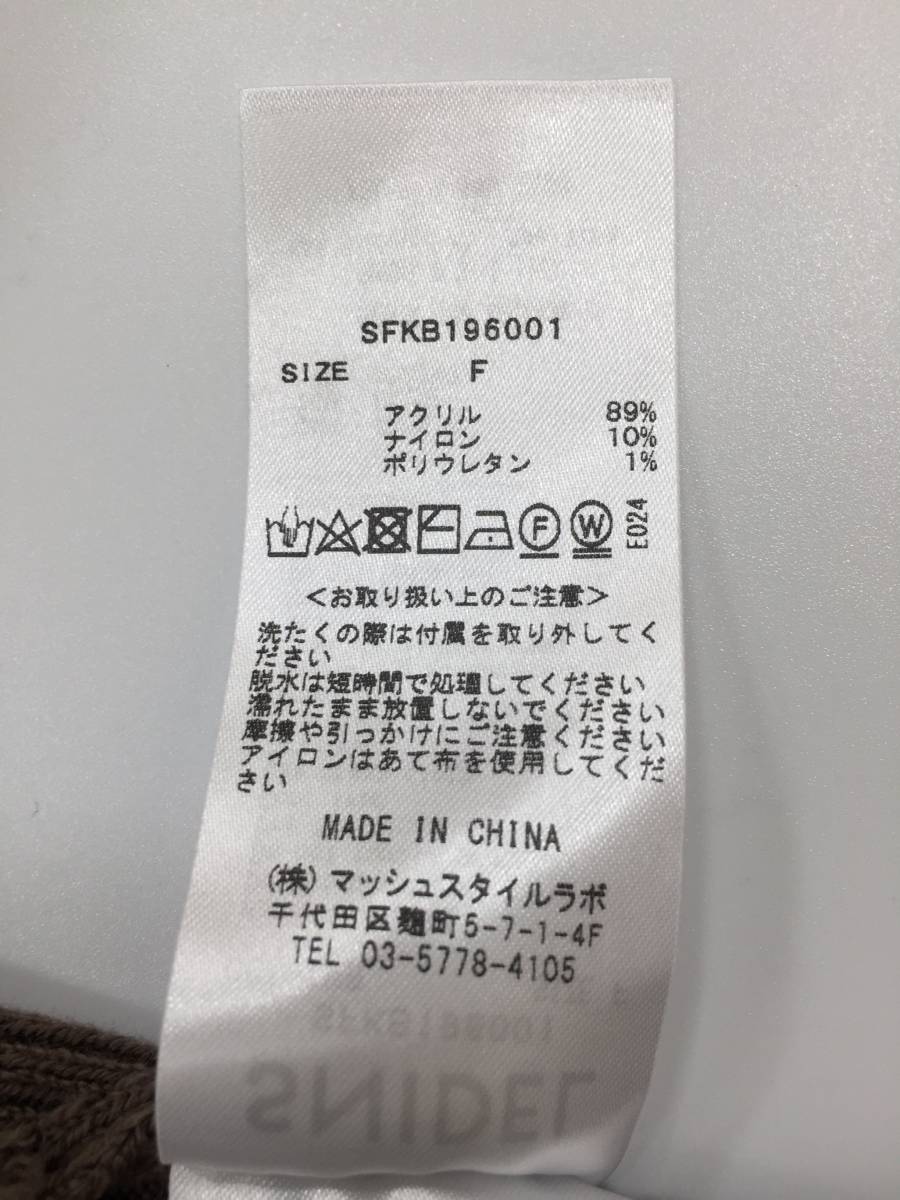 SFKB196001
SIZE F
アクリル 89%
ナイロン 10%
ポリウレタン 1%
F W E024
<お取り扱い上のご注意>
洗たくの際は付属を取り外してく
ださい
脱水は短時間で処理してください
濡れたまま放置しないでください
摩擦や引っかけにご注意ください
アイロンはあて布を使用してくだ
さい
MADE IN CHINA
(株) マッシュスタイルラボ
千代田区麹町5-7-1-4F
TEL 03-5778-4105
SFKB196001
SNIDEL